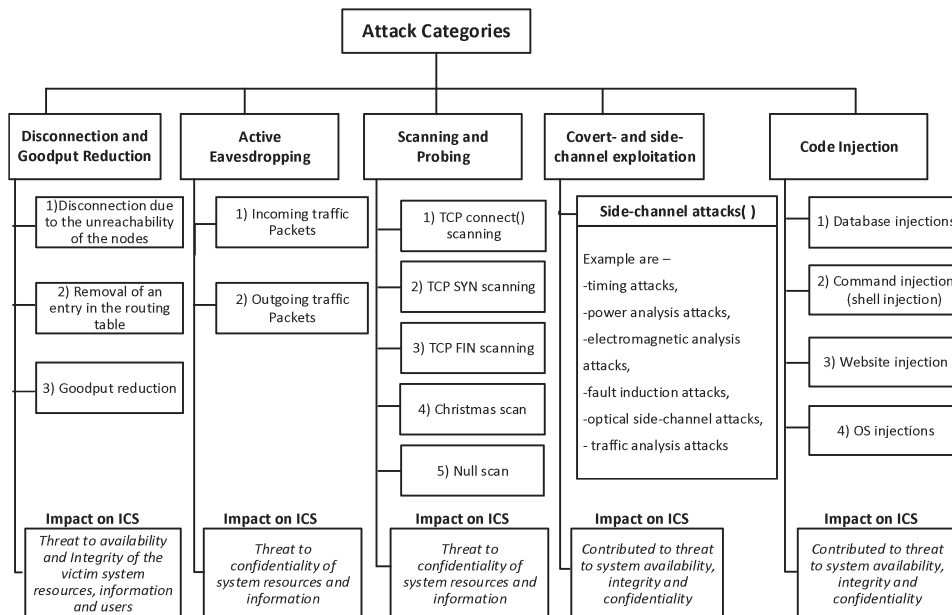 Attack Categories
Disconnection and
Goodput Reduction
1)Disconnection due
to the unreachability
of the nodes
2) Removal of an
entry in the routing
table
3) Goodput reduction
Impact on ICS
Threat to availability
and Integrity of the
victim system
resources, information
and users
Active
Eavesdropping
1) Incoming traffic
Packets
2) Outgoing traffic
Packets
Impact on ICS
Threat to
confidentiality of
system resources and
information
Scanning and
Probing
1) TCP connect()
scanning
2) TCP SYN scanning
3) TCP FIN scanning
4) Christmas scan
5) Null scan
Impact on ICS
Threat to
confidentiality of
system resources and
information
Covert- and side-
channel exploitation
Side-channel attacks( )
Example are –
-timing attacks,
-power analysis attacks,
-electromagnetic analysis
attacks,
-fault induction attacks,
-optical side-channel attacks,
- traffic analysis attacks
Impact on ICS
Contributed to threat
to system availability,
integrity and
confidentiality
Code Injection
1) Database injections
2) Command injection
(shell injection)
3) Website injection
4) OS injections
Impact on ICS
Contributed to threat
to system availability,
integrity and
confidentiality